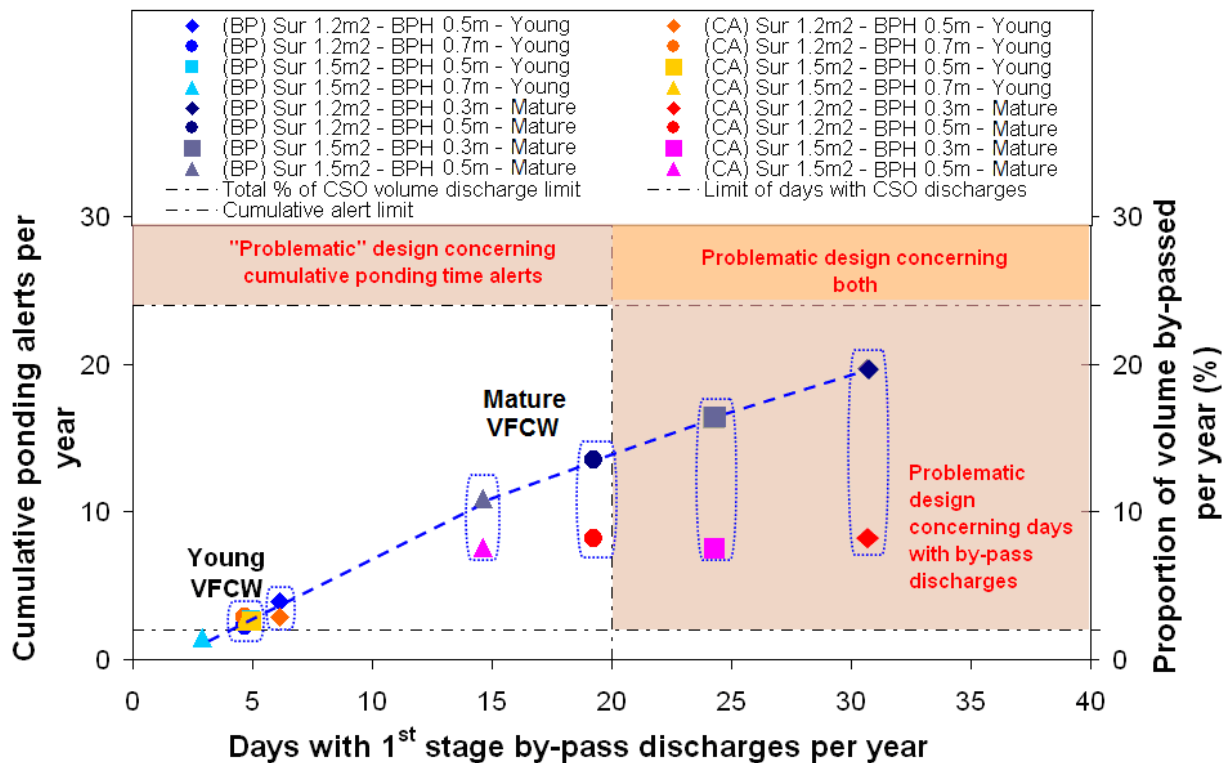 (BP) Sur 1.2m2 - BPH 0.5m - Young
(BP) Sur 1.2m2 - BPH 0.7m - Young
(BP) Sur 1.5m2 - BPH 0.5m - Young
(BP) Sur 1.5m2 - BPH 0.7m - Young
(BP) Sur 1.2m2 - BPH 0.3m - Mature
(BP) Sur 1.2m2 - BPH 0.5m - Mature
(BP) Sur 1.5m2 - BPH 0.3m - Mature
(BP) Sur 1.5m2 - BPH 0.5m - Mature
Total % of CSO volume discharge limit
Cumulative alert limit
(CA) Sur 1.2m2 - BPH 0.5m - Young
(CA) Sur 1.2m2 - BPH 0.7m - Young
(CA) Sur 1.5m2 - BPH 0.5m - Young
(CA) Sur 1.5m2 - BPH 0.7m - Young
(CA) Sur 1.2m2 - BPH 0.3m - Mature
(CA) Sur 1.2m2 - BPH 0.5m - Mature
(CA) Sur 1.5m2 - BPH 0.3m - Mature
(CA) Sur 1.5m2 - BPH 0.5m - Mature
Limit of days with CSO discharges
Cumulative ponding alerts per
year
30
20
10
0
"Problematic" design concerning
cumulative ponding time alerts
Problematic design concerning
both
Mature
VFCW
Young
VFCW
Problematic
design
concerning days
with by-pass
discharges
30
20
10
0
Proportion of volume by-passed
per year (%)
0 5 10 15 20 25 30 35 40
Days with 1st stage by-pass discharges per year